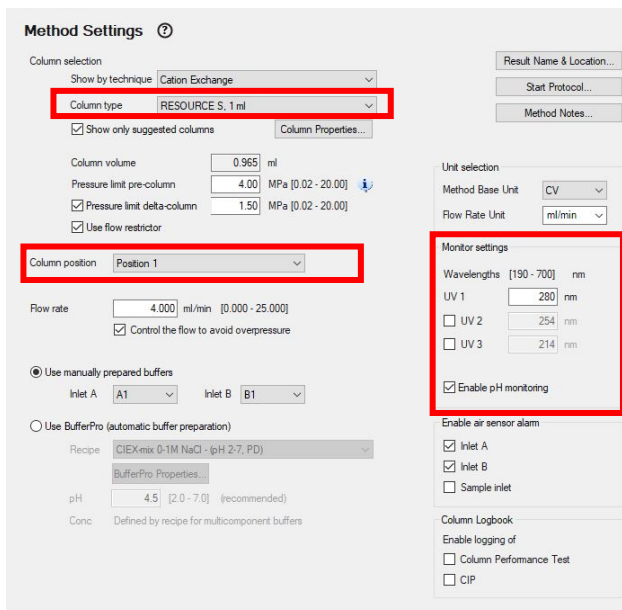 Method Settings
Column selection
Show by technique Cation Exchange
Column type RESOURCE S, 1 ml
Show only suggested columns Column Properties...
Column volume 0.965 ml
Pressure limit pre-column 4.00 MPa [0.02 - 20.00]
Pressure limit delta-column 1.50 MPa [0.02 - 20.00]
Use flow restrictor
Column position Position 1
Flow rate 4.000 ml/min [0.000 - 25.000]
Control the flow to avoid overpressure
Use manually prepared buffers
Inlet A A1 Inlet B B1
Use BufferPro (automatic buffer preparation)
Recipe CIEX-mix 0-1M NaCl - (pH 2-7, PD)
BufferPro Properties...
pH 4.5 [2.0 - 7.0] (recommended)
Conc Defined by recipe for multicomponent buffers
Result Name & Location...
Start Protocol...
Method Notes...
Unit selection
Method Base Unit CV
Flow Rate Unit ml/min
Monitor settings
Wavelengths [190 - 700] nm
UV 1 280 nm
UV 2 254 nm
UV 3 214 nm
Enable pH monitoring
Enable air sensor alarm
Inlet A
Inlet B
Sample inlet
Column Logbook
Enable logging of
Column Performance Test
CIP